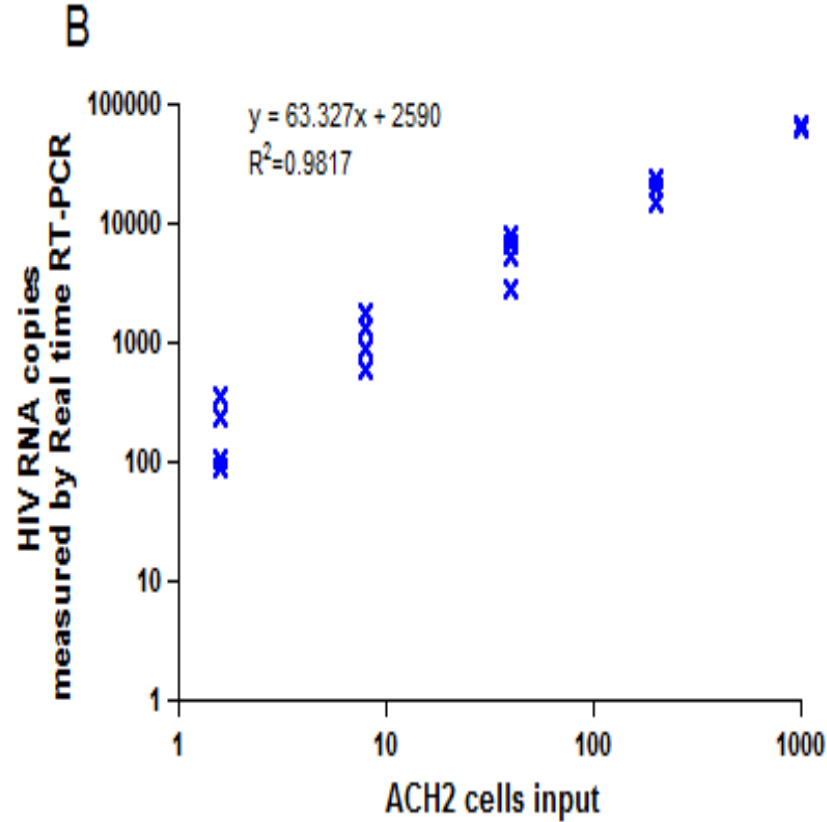 B
y = 63.327x + 2590
R²=0.9817
100000
10000
1000
100
10
1
HIV RNA copies
measured by Real time RT-PCR
1 10 100 1000
ACH2 cells input